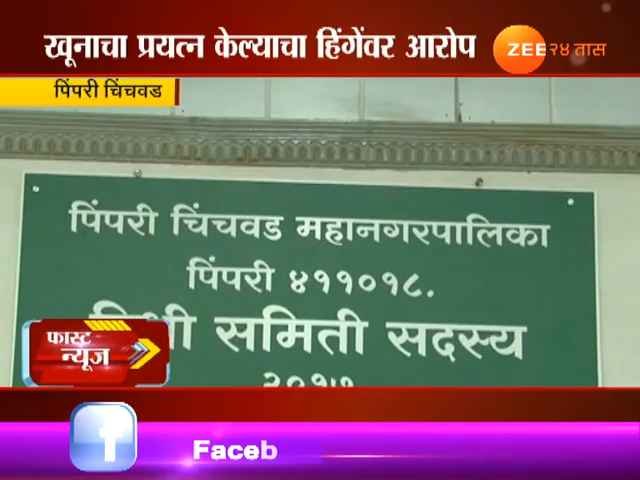 खूनाचा प्रयत्न केल्याचा हिंगेंवर आरोप
ZEE २४ तास
पिंपरी चिंचवड
पिंपरी चिंचवड महानगरपालिका
पिंपरी ४११०१८.
समिती सदस्य
फास्ट
न्यूज
f
Faceb